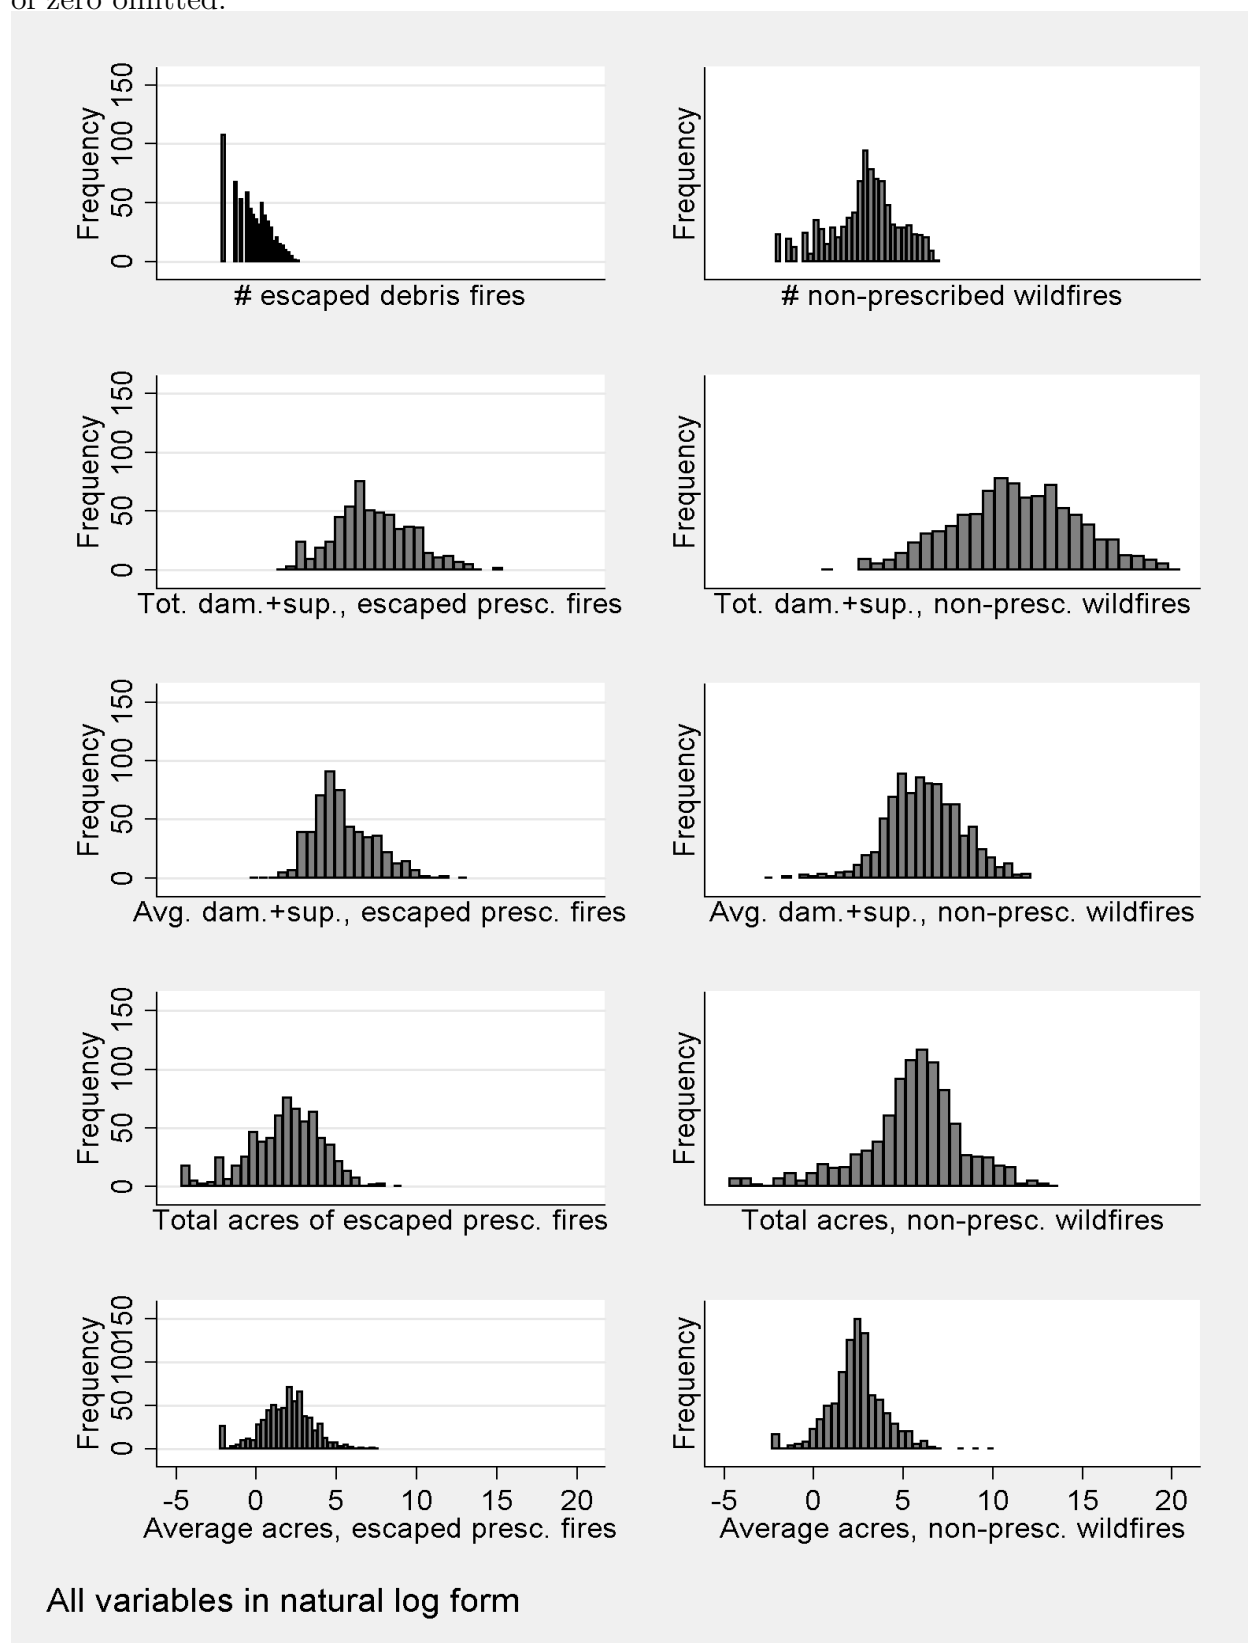 of zero omitted.
Frequency
0 50 100 150
# escaped debris fires
Frequency
# non-prescribed wildfires
Frequency
0 50 100 150
Tot. dam.+sup., escaped presc. fires
Frequency
Tot. dam.+sup., non-presc. wildfires
Frequency
0 50 100 150
Avg. dam.+sup., escaped presc. fires
Frequency
Avg. dam.+sup., non-presc. wildfires
Frequency
0 50 100 150
Total acres of escaped presc. fires
Frequency
Total acres, non-presc. wildfires
Frequency
0 50 100 150
-5 0 5 10 15 20
Average acres, escaped presc. fires
Frequency
-5 0 5 10 15 20
Average acres, non-presc. wildfires
All variables in natural log form